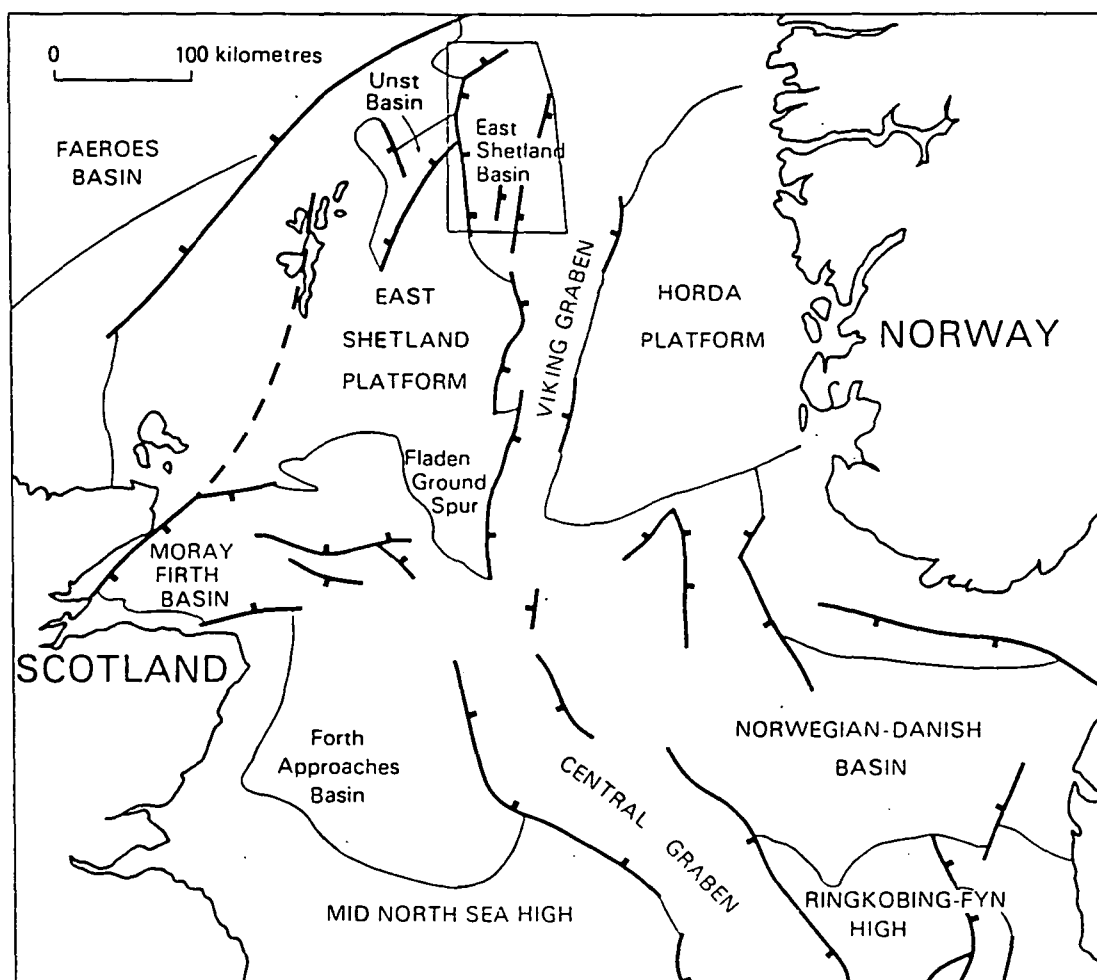 0 100 kilometres
Unst
Basin
FAEROES
BASIN
East
Shetland
Basin
EAST
SHETLAND
PLATFORM
VIKING GRABEN
HORDA
PLATFORM
NORWAY
Fladen
Ground
Spur
MORAY
FIRTH
BASIN
SCOTLAND
Forth
Approaches
Basin
CENTRAL GRABEN
NORWEGIAN-DANISH
BASIN
MID NORTH SEA HIGH
RINGKOBING-FYN
HIGH